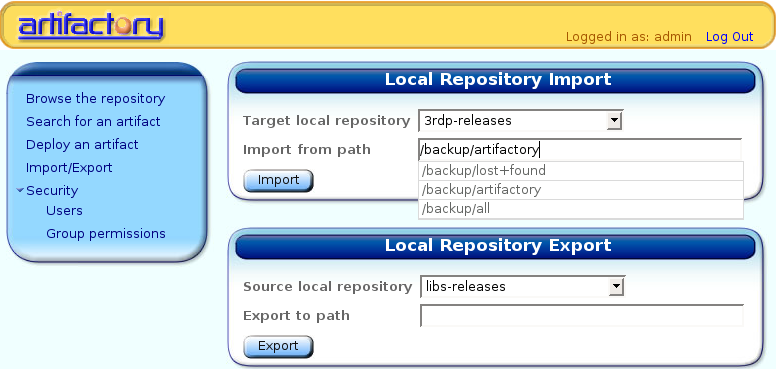 artifactory
Logged in as: admin Log Out
Browse the repository
Search for an artifact
Deploy an artifact
Import/Export
Security
Users
Group permissions
Local Repository Import
Target local repository 3rdp-releases
Import from path /backup/artifactory
/backup/lost+found
/backup/artifactory
/backup/all
Import
Local Repository Export
Source local repository libs-releases
Export to path
Export